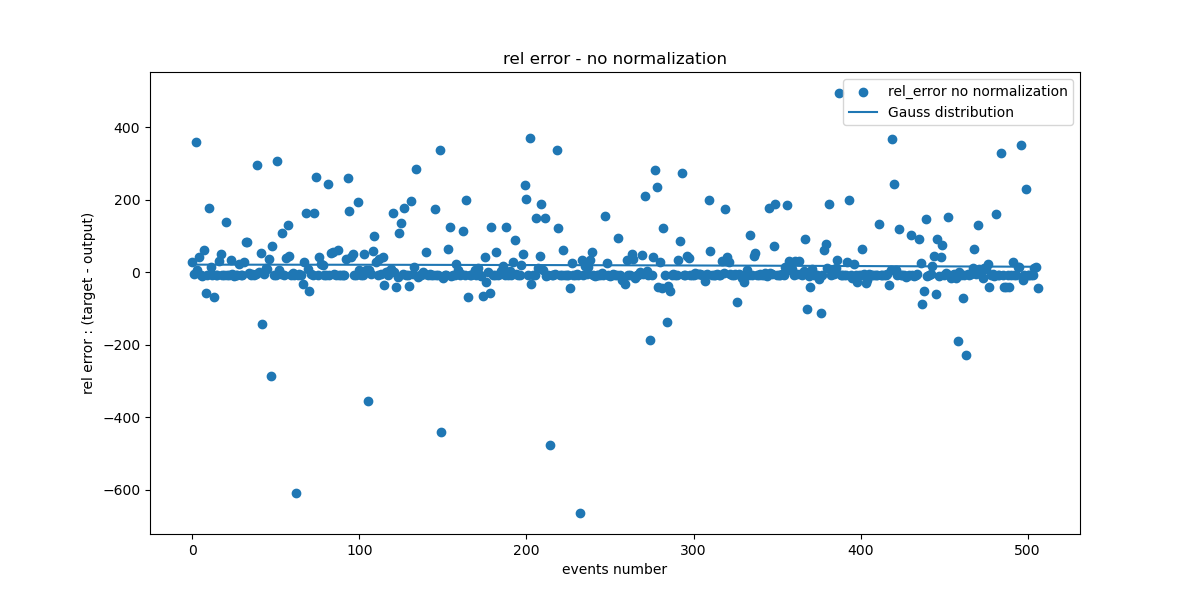 rel error - no normalization
rel_error no normalization
Gauss distribution
rel error : (target - output)
400
200
0
−200
−400
−600
0
100
200
300
400
500
events number